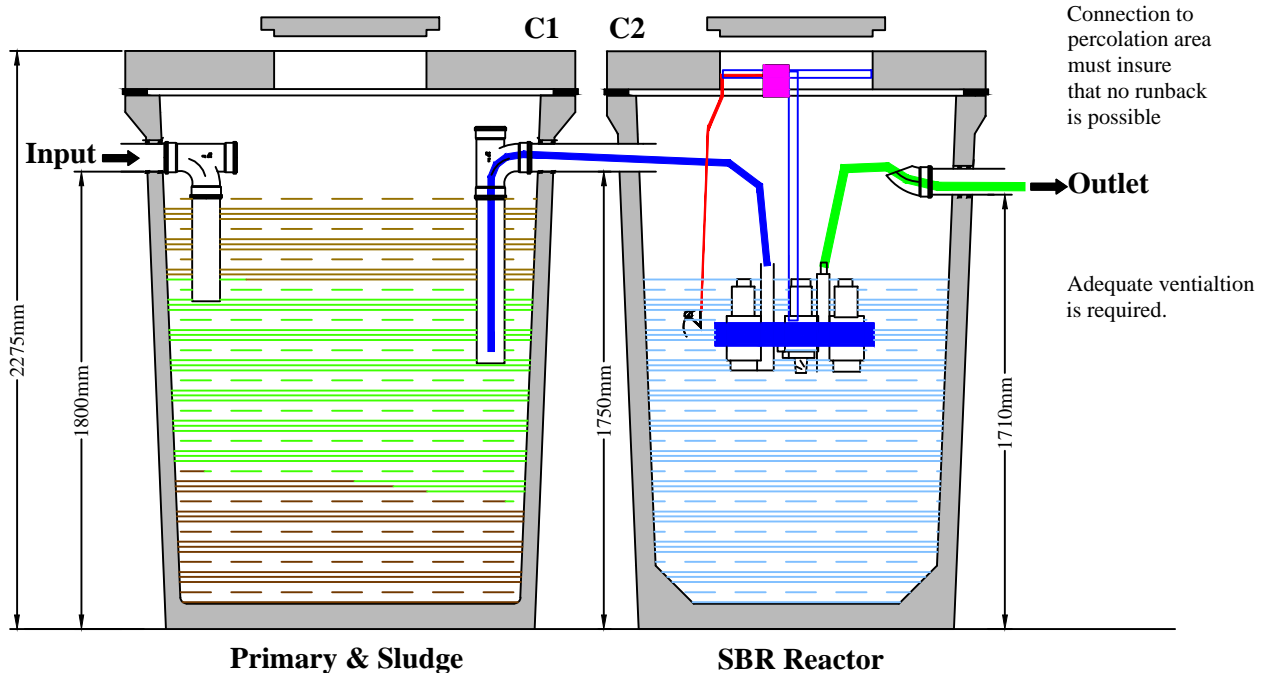 C1
C2
Connection to
percolation area
must insure
that no runback
is possible
Input
Outlet
Adequate ventialtion
is required.
2275mm
1800mm
1750mm
1710mm
Primary & Sludge
SBR Reactor